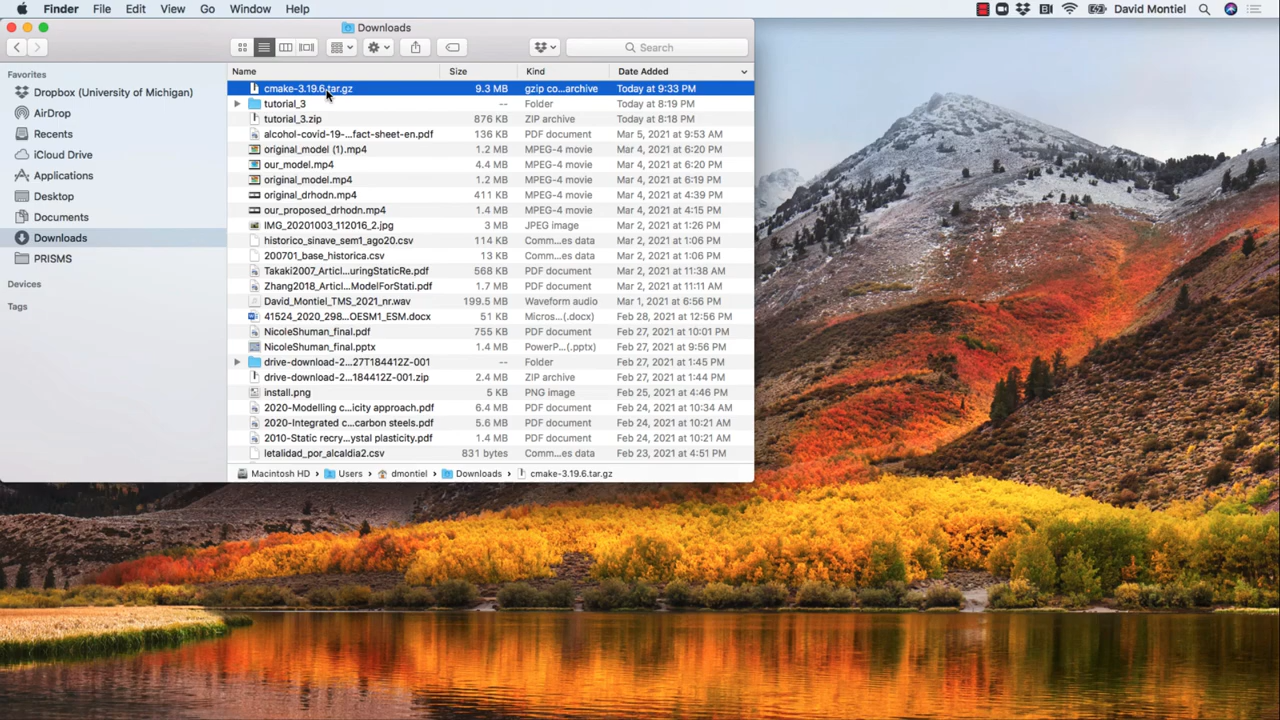 Finder File Edit View Go Window Help David Montiel
Downloads
Search
Favorites
Dropbox (University of Michigan)
AirDrop
Recents
iCloud Drive
Applications
Desktop
Documents
Downloads
PRISMS
Devices
Tags
Name Size Kind Date Added
cmake-3.19.6.tar.gz 9.3 MB gzip co...archive Today at 9:33 PM
tutorial_3 -- Folder Today at 8:19 PM
tutorial_3.zip 876 KB ZIP archive Today at 8:18 PM
alcohol-covid-19-...fact-sheet-en.pdf 136 KB PDF document Mar 5, 2021 at 9:53 AM
original_model (1).mp4 1.2 MB MPEG-4 movie Mar 4, 2021 at 6:20 PM
our_model.mp4 4.4 MB MPEG-4 movie Mar 4, 2021 at 6:20 PM
original_model.mp4 1.2 MB MPEG-4 movie Mar 4, 2021 at 6:19 PM
original_drhodn.mp4 411 KB MPEG-4 movie Mar 4, 2021 at 4:39 PM
our_proposed_drhodn.mp4 1.4 MB MPEG-4 movie Mar 4, 2021 at 4:15 PM
IMG_20201003_112016_2.jpg 3 MB JPEG image Mar 2, 2021 at 1:26 PM
historico_sinave_sem1_ago20.csv 114 KB Comm...es data Mar 2, 2021 at 1:06 PM
200701_base_historica.csv 13 KB Comm...es data Mar 2, 2021 at 1:06 PM
Takaki2007_Articl...uringStaticRe.pdf 568 KB PDF document Mar 2, 2021 at 11:38 AM
Zhang2018_Articl...ModelForStati.pdf 1.7 MB PDF document Mar 2, 2021 at 11:11 AM
David_Montiel_TMS_2021_nr.wav 199.5 MB Waveform audio Mar 1, 2021 at 6:56 PM
41524_2020_298...OESM1_ESM.docx 51 KB Micros...(.docx) Feb 28, 2021 at 12:56 PM
NicoleShuman_final.pdf 755 KB PDF document Feb 27, 2021 at 10:01 PM
NicoleShuman_final.pptx 1.4 MB PowerP...(.pptx) Feb 27, 2021 at 9:56 PM
drive-download-2...27T184412Z-001 -- Folder Feb 27, 2021 at 1:45 PM
drive-download-2...184412Z-001.zip 2.4 MB ZIP archive Feb 27, 2021 at 1:44 PM
install.png 5 KB PNG image Feb 25, 2021 at 4:46 PM
2020-Modelling c...icity approach.pdf 6.4 MB PDF document Feb 24, 2021 at 10:34 AM
2020-Integrated c...carbon steels.pdf 5.6 MB PDF document Feb 24, 2021 at 10:21 AM
2010-Static recry...ystal plasticity.pdf 1.4 MB PDF document Feb 24, 2021 at 10:21 AM
letalidad_por_alcaldia2.csv 831 bytes Comm...es data Feb 23, 2021 at 4:51 PM
Macintosh HD › Users › dmontiel › Downloads › cmake-3.19.6.tar.gz